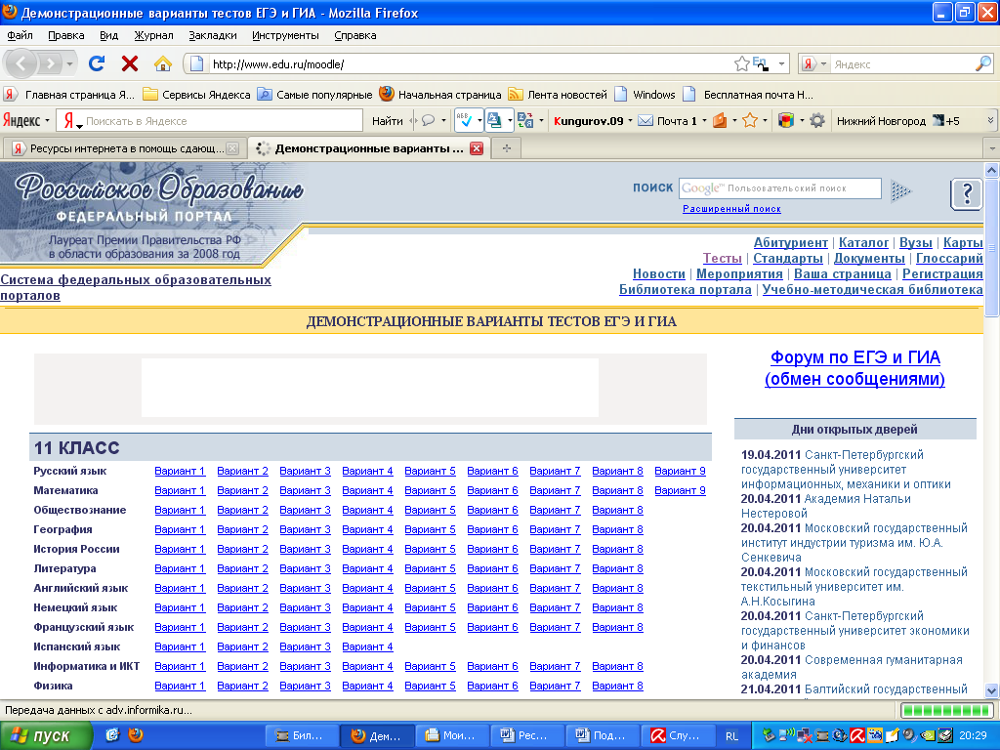 Демонстрационные варианты тестов ЕГЭ и ГИА - Mozilla Firefox
Файл Правка Вид Журнал Закладки Инструменты Справка
http://www.edu.ru/moodle/
Яндекс
Главная страница Я... Сервисы Яндекса Самые популярные Начальная страница Лента новостей Windows Бесплатная почта Н...
Яндекс Поискать в Яндексе Найти Kungurov.09 Почта 1 Нижний Новгород +5
Ресурсы интернета в помощь сдающ... Демонстрационные варианты ...
Российское Образование
ФЕДЕРАЛЬНЫЙ ПОРТАЛ
Лауреат Премии Правительства РФ
в области образования за 2008 год
ПОИСК Google™ Пользовательский поиск ?
Расширенный поиск
Абитуриент | Каталог | Вузы | Карты
Тесты | Стандарты | Документы | Глоссарий
Новости | Мероприятия | Ваша страница | Регистрация
Библиотека портала | Учебно-методическая библиотека
Система федеральных образовательных
порталов
ДЕМОНСТРАЦИОННЫЕ ВАРИАНТЫ ТЕСТОВ ЕГЭ И ГИА
11 КЛАСС
Русский язык Вариант 1 Вариант 2 Вариант 3 Вариант 4 Вариант 5 Вариант 6 Вариант 7 Вариант 8 Вариант 9
Математика Вариант 1 Вариант 2 Вариант 3 Вариант 4 Вариант 5 Вариант 6 Вариант 7 Вариант 8 Вариант 9
Обществознание Вариант 1 Вариант 2 Вариант 3 Вариант 4 Вариант 5 Вариант 6 Вариант 7 Вариант 8
География Вариант 1 Вариант 2 Вариант 3 Вариант 4 Вариант 5 Вариант 6 Вариант 7 Вариант 8
История России Вариант 1 Вариант 2 Вариант 3 Вариант 4 Вариант 5 Вариант 6 Вариант 7 Вариант 8
Литература Вариант 1 Вариант 2 Вариант 3 Вариант 4 Вариант 5 Вариант 6 Вариант 7 Вариант 8
Английский язык Вариант 1 Вариант 2 Вариант 3 Вариант 4 Вариант 5 Вариант 6 Вариант 7 Вариант 8
Немецкий язык Вариант 1 Вариант 2 Вариант 3 Вариант 4 Вариант 5 Вариант 6 Вариант 7 Вариант 8
Французский язык Вариант 1 Вариант 2 Вариант 3 Вариант 4 Вариант 5 Вариант 6 Вариант 7 Вариант 8
Испанский язык Вариант 1 Вариант 2 Вариант 3 Вариант 4
Информатика и ИКТ Вариант 1 Вариант 2 Вариант 3 Вариант 4 Вариант 5 Вариант 6 Вариант 7 Вариант 8
Физика Вариант 1 Вариант 2 Вариант 3 Вариант 4 Вариант 5 Вариант 6 Вариант 7 Вариант 8
Форум по ЕГЭ и ГИА
(обмен сообщениями)
Дни открытых дверей
19.04.2011 Санкт-Петербургский
государственный университет
информационных, механики и оптики
20.04.2011 Академия Натальи
Нестеровой
20.04.2011 Московский государственный
институт индустрии туризма им. Ю.А.
Сенкевича
20.04.2011 Московский государственный
текстильный университет им.
А.Н.Косыгина
20.04.2011 Санкт-Петербургский
государственный университет экономики
и финансов
20.04.2011 Современная гуманитарная
академия
21.04.2011 Балтийский государственный
Передача данных с adv.informika.ru...
пуск Бил... Дем... Мои... Рес... Под... Слу... RL 20:29